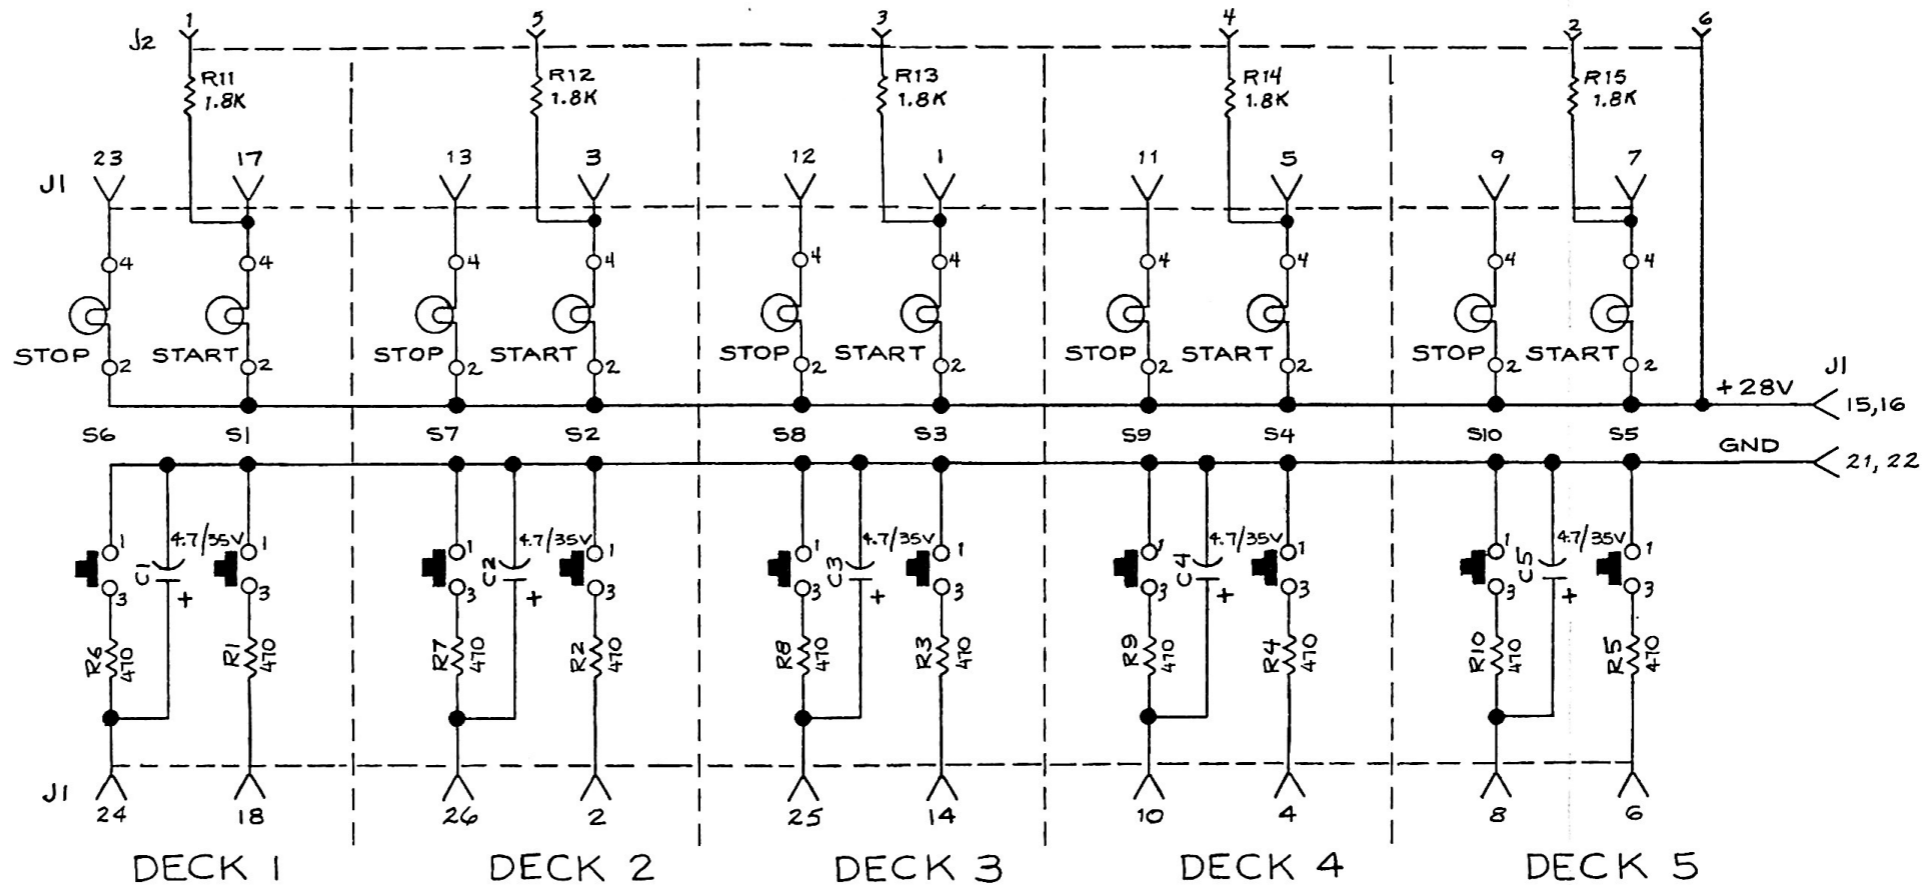 J2 1 5 3 4 2 6
R11 R12 R13 R14 R15
1.8K 1.8K 1.8K 1.8K 1.8K
J1 23 17 13 3 12 1 11 5 9 7
4 4 4 4 4 4 4 4 4 4
STOP START STOP START STOP START STOP START STOP START
2 2 2 2 2 2 2 2 2 2
J1
+28V 15,16
S6 S1 S7 S2 S8 S3 S9 S4 S10 S5
GND 21, 22
4.7/35V 4.7/35V 4.7/35V 4.7/35V 4.7/35V
1 1 1 1 1 1 1 1 1 1
C1 C2 C3 C4 C5
3 + 3 3 + 3 3 + 3 3 + 3 3 + 3
R6 R1 R7 R2 R8 R3 R9 R4 R10 R5
470 470 470 470 470 470 470 470 470 470
J1 24 18 26 2 25 14 10 4 8 6
DECK 1 DECK 2 DECK 3 DECK 4 DECK 5